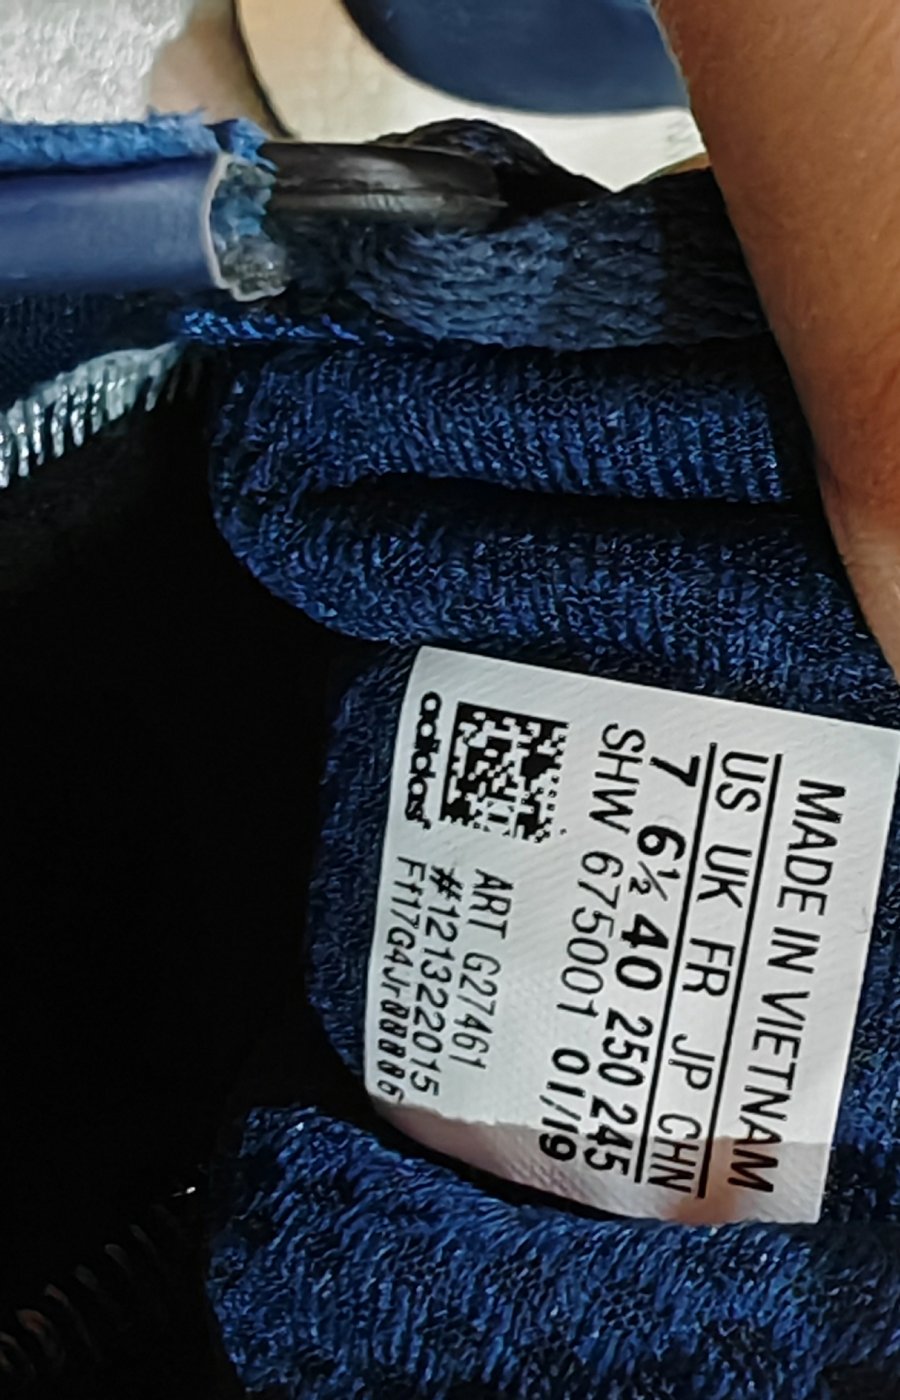 MADE IN VIETNAM
US UK FR JP CHN
7 6½ 40 250 245
SHW 675001 01/19
ART G27461
#121322015
adidas